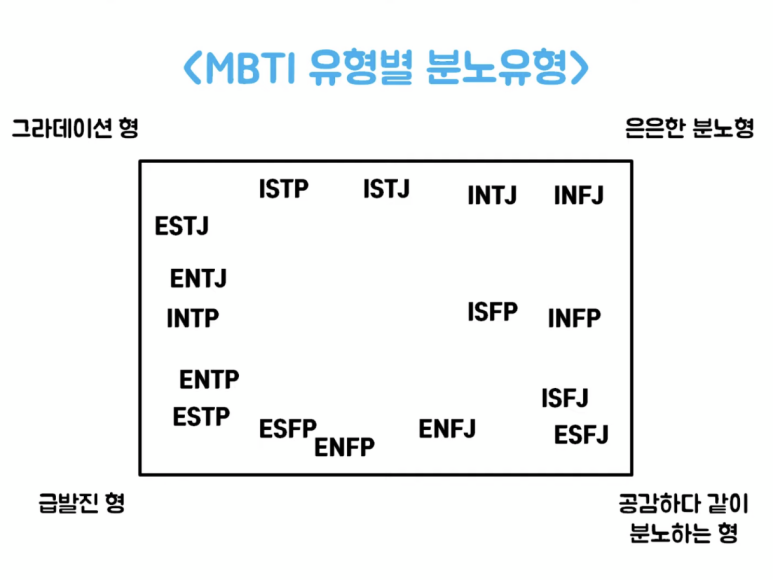 <MBTI 유형별 분노유형>
그라데이션 형
은은한 분노형
ISTP ISTJ INTJ INFJ
ESTJ
ENTJ
INTP ISFP INFP
ENTP
ESTP
ISFJ
ESFP ENFP ENFJ ESFJ
급발진 형
공감하다 같이
분노하는 형